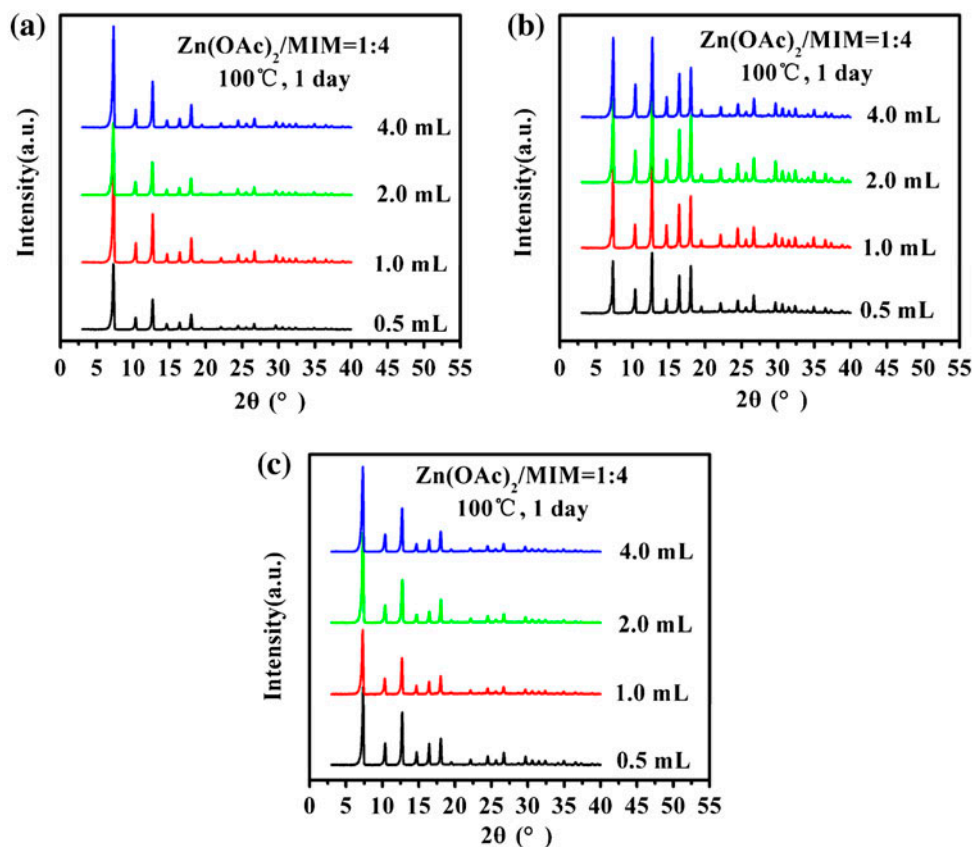 (a)
Zn(OAc)₂/MIM=1:4
100℃, 1 day
4.0 mL
2.0 mL
1.0 mL
0.5 mL
Intensity(a.u.)
0 5 10 15 20 25 30 35 40 45 50 55
2θ (° )
(b)
Zn(OAc)₂/MIM=1:4
100℃, 1 day
4.0 mL
2.0 mL
1.0 mL
0.5 mL
Intensity(a.u.)
0 5 10 15 20 25 30 35 40 45 50 55
2θ (° )
(c)
Zn(OAc)₂/MIM=1:4
100℃, 1 day
4.0 mL
2.0 mL
1.0 mL
0.5 mL
Intensity(a.u.)
0 5 10 15 20 25 30 35 40 45 50 55
2θ (° )